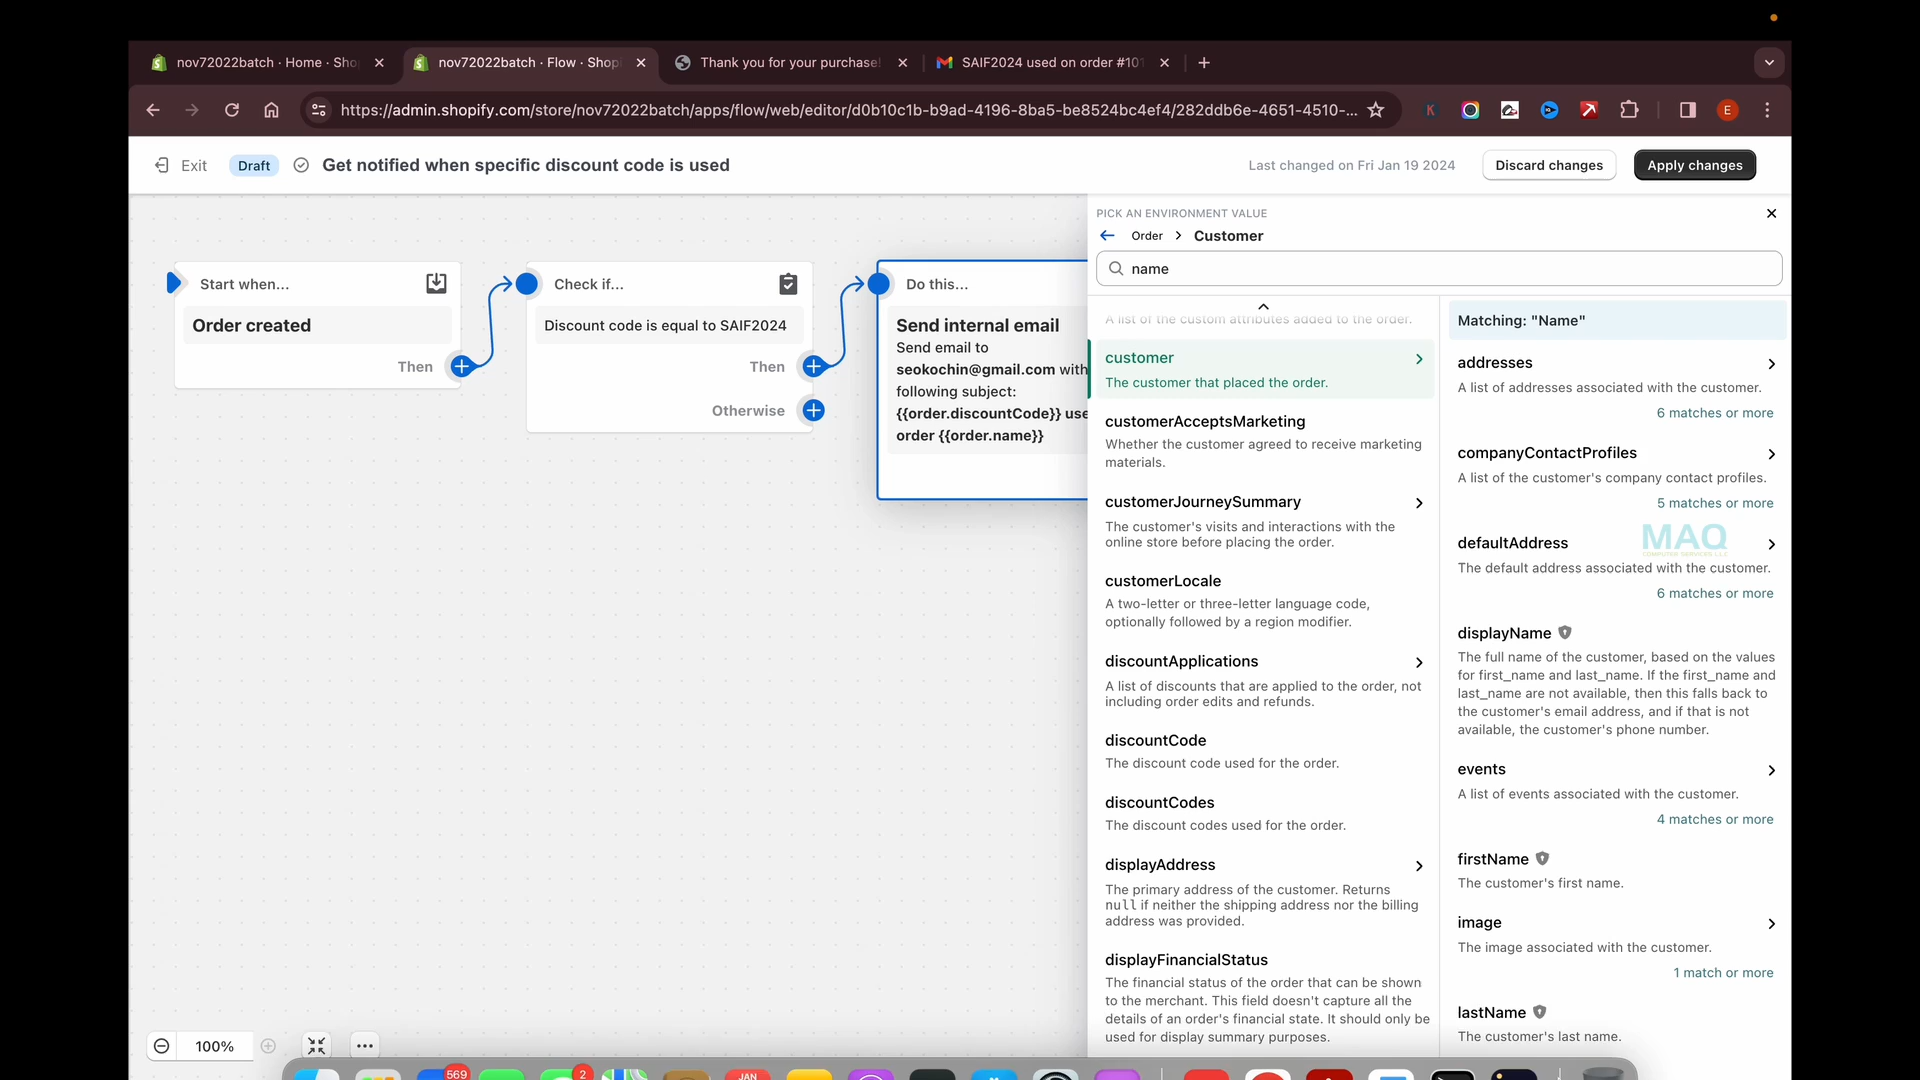 nov72022batch · Home · Sho
nov72022batch · Flow · Shopi
Thank you for your purchase!
SAIF2024 used on order #101
https://admin.shopify.com/store/nov72022batch/apps/flow/web/editor/d0b10c1b-b9ad-4196-8ba5-be8524bc4ef4/282ddb6e-4651-4510-...
K
E
Exit
Draft
Get notified when specific discount code is used
Last changed on Fri Jan 19 2024
Discard changes
Apply changes
Start when...
Order created
Then
Check if...
Discount code is equal to SAIF2024
Then
Otherwise
Do this...
Send internal email
Send email to
seokochin@gmail.com with
following subject:
{{order.discountCode}} use
order {{order.name}}
100%
PICK AN ENVIRONMENT VALUE
Order > Customer
name
A list of the custom attributes added to the order.
customer
The customer that placed the order.
customerAcceptsMarketing
Whether the customer agreed to receive marketing
materials.
customerJourneySummary
The customer's visits and interactions with the
online store before placing the order.
customerLocale
A two-letter or three-letter language code,
optionally followed by a region modifier.
discountApplications
A list of discounts that are applied to the order, not
including order edits and refunds.
discountCode
The discount code used for the order.
discountCodes
The discount codes used for the order.
displayAddress
The primary address of the customer. Returns
null if neither the shipping address nor the billing
address was provided.
displayFinancialStatus
The financial status of the order that can be shown
to the merchant. This field doesn't capture all the
details of an order's financial state. It should only be
used for display summary purposes.
Matching: "Name"
addresses
A list of addresses associated with the customer.
6 matches or more
companyContactProfiles
A list of the customer's company contact profiles.
5 matches or more
MAQ
COMPUTER SERVICES L.L.C
defaultAddress
The default address associated with the customer.
6 matches or more
displayName
The full name of the customer, based on the values
for first_name and last_name. If the first_name and
last_name are not available, then this falls back to
the customer's email address, and if that is not
available, the customer's phone number.
events
A list of events associated with the customer.
4 matches or more
firstName
The customer's first name.
image
The image associated with the customer.
1 match or more
lastName
The customer's last name.
569
2
JAN